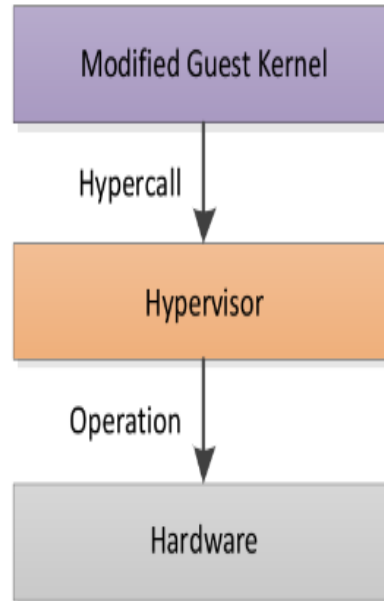 Modified Guest Kernel
Hypercall
Hypervisor
Operation
Hardware